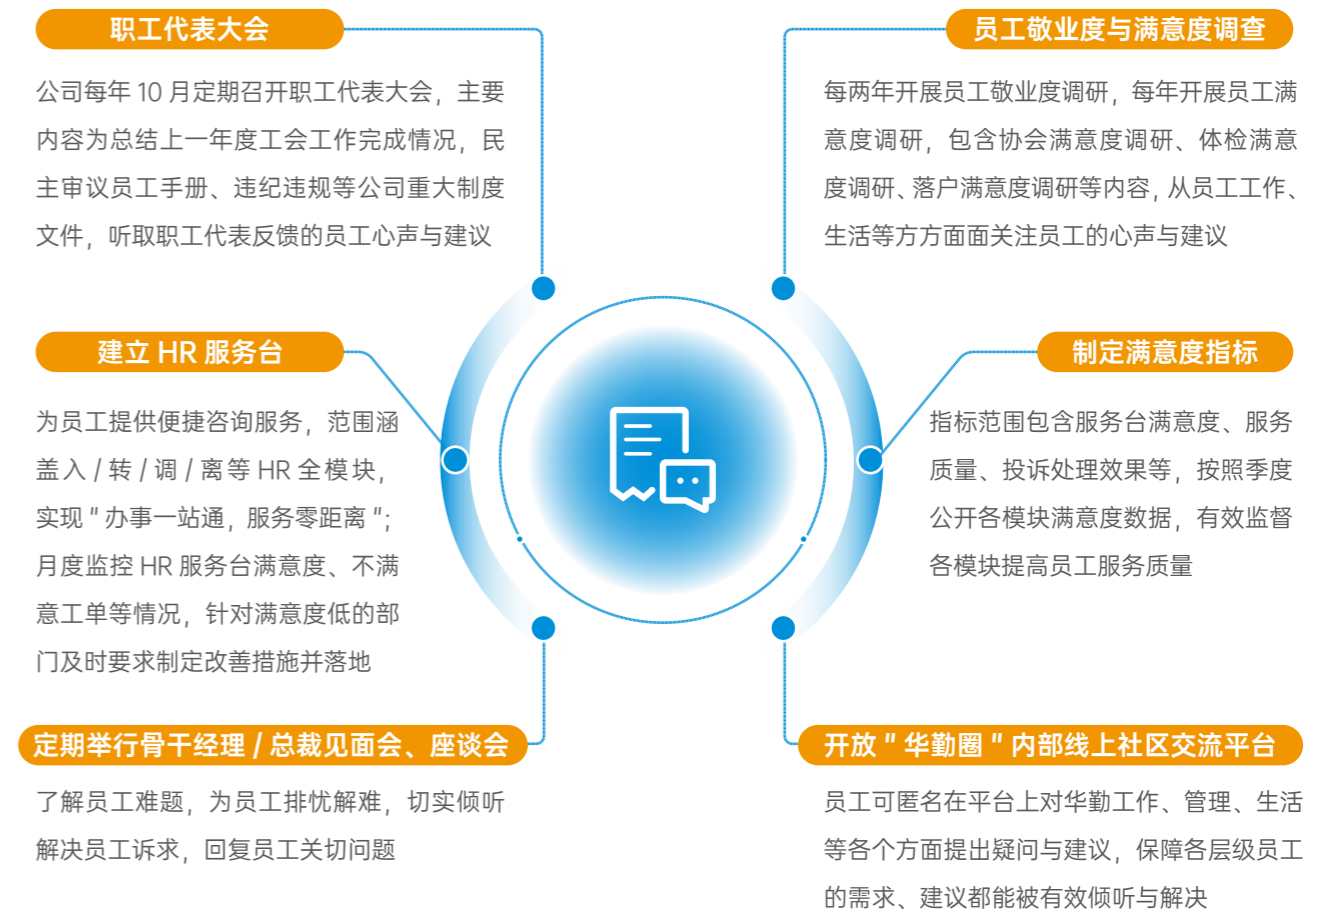 职工代表大会
公司每年 10 月定期召开职工代表大会，主要
内容为总结上一年度工会工作完成情况，民
主审议员工手册、违纪违规等公司重大制度
文件，听取职工代表反馈的员工心声与建议
员工敬业度与满意度调查
每两年开展员工敬业度调研，每年开展员工满
意度调研，包含协会满意度调研、体检满意
度调研、落户满意度调研等内容，从员工工作、
生活等方方面面关注员工的心声与建议
建立 HR 服务台
为员工提供便捷咨询服务，范围涵
盖入 / 转 / 调 / 离等 HR 全模块，
实现 " 办事一站通，服务零距离 "；
月度监控 HR 服务台满意度、不满
意工单等情况，针对满意度低的部
门及时要求制定改善措施并落地
制定满意度指标
指标范围包含服务台满意度、服务
质量、投诉处理效果等，按照季度
公开各模块满意度数据，有效监督
各模块提高员工服务质量
定期举行骨干经理 / 总裁见面会、座谈会
了解员工难题，为员工排忧解难，切实倾听
解决员工诉求，回复员工关切问题
开放 " 华勤圈 " 内部线上社区交流平台
员工可匿名在平台上对华勤工作、管理、生活
等各个方面提出疑问与建议，保障各层级员工
的需求、建议都能被有效倾听与解决